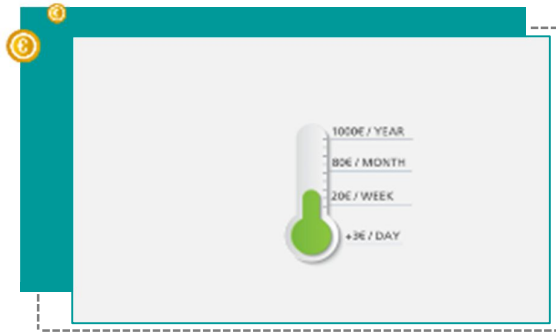 1000€ / YEAR
80€ / MONTH
20€ / WEEK
+3€ / DAY